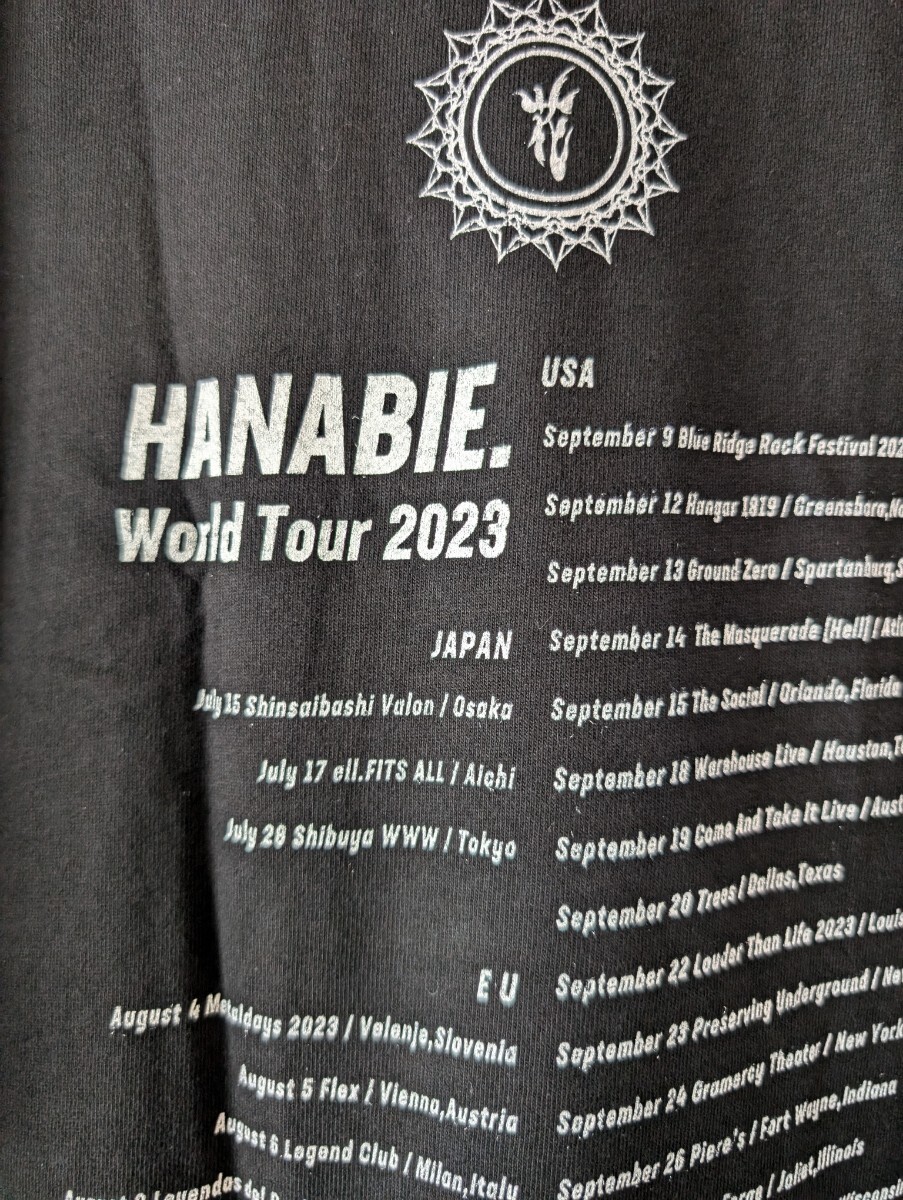 花
HANABIE.
World Tour 2023
JAPAN
July 15 Shinsaibashi Valon / Osaka
July 17 ell.FITS ALL / Aichi
July 28 Shibuya WWW / Tokyo
EU
August 4 Metaldays 2023 / Velenje,Slovenia
August 5 Flex / Vienna,Austria
August 6 Legend Club / Milan,Italy
USA
September 9 Blue Ridge Rock Festival
September 12 Hangar 1819 / Greensboro,
September 13 Ground Zero / Spartanburg,
September 14 The Masquerade [Hell] /
September 15 The Social / Orlando,Florida
September 18 Warehouse Live / Houston,
September 19 Come And Take It Live /
September 20 Trees / Dallas,Texas
September 22 Louder Than Life 2023 /
September 23 Preserving Underground /
September 24 Gramercy Theater / New York
September 26 Piere's / Fort Wayne,Indiana
/ Joliet,Illinois